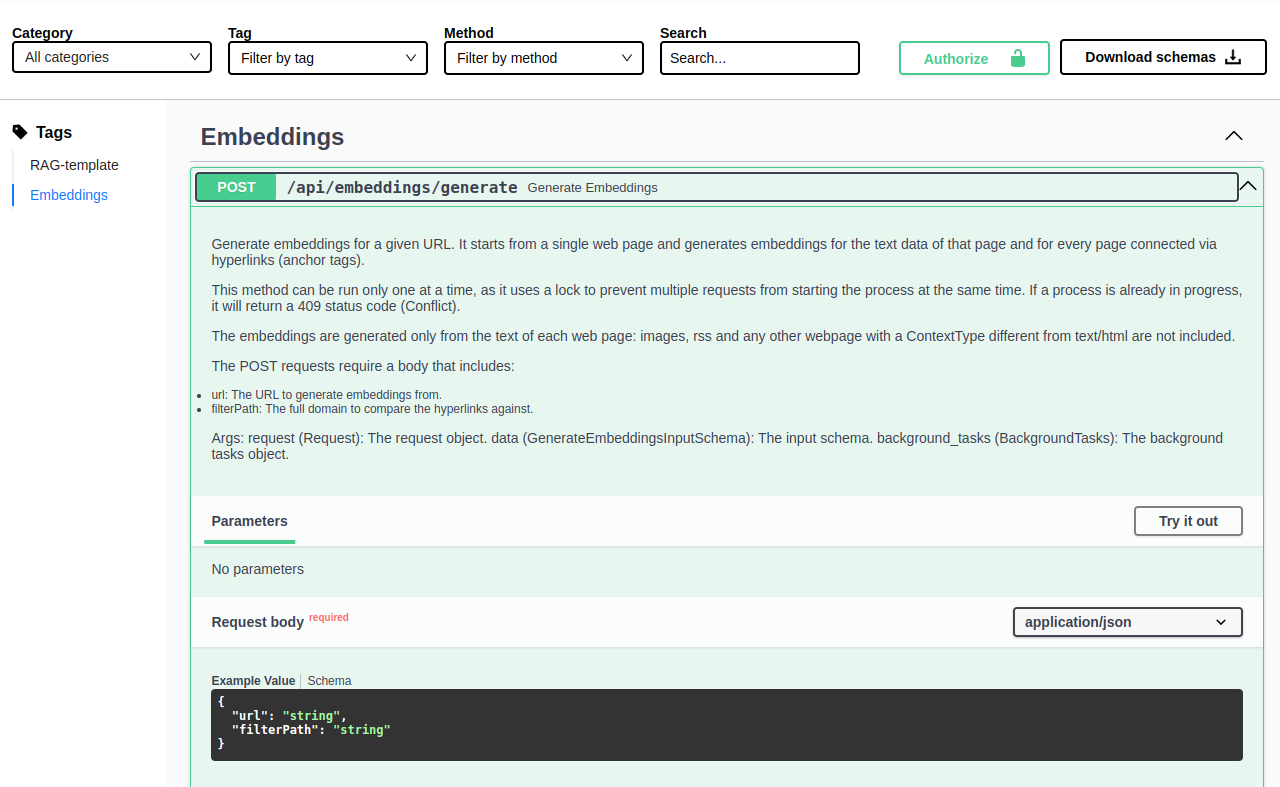 Category
Tag
Method
Search
All categories
Filter by tag
Filter by method
Search...
Authorize
Download schemas
Tags
RAG-template
Embeddings
Embeddings
POST /api/embeddings/generate Generate Embeddings
Generate embeddings for a given URL. It starts from a single web page and generates embeddings for the text data of that page and for every page connected via
hyperlinks (anchor tags).
This method can be run only one at a time, as it uses a lock to prevent multiple requests from starting the process at the same time. If a process is already in progress,
it will return a 409 status code (Conflict).
The embeddings are generated only from the text of each web page: images, rss and any other webpage with a ContextType different from text/html are not included.
The POST requests require a body that includes:
url: The URL to generate embeddings from.
filterPath: The full domain to compare the hyperlinks against.
Args: request (Request): The request object. data (GenerateEmbeddingsInputSchema): The input schema. background_tasks (BackgroundTasks): The background
tasks object.
Parameters
Try it out
No parameters
Request body required
application/json
Example Value
Schema
{
"url": "string",
"filterPath": "string"
}